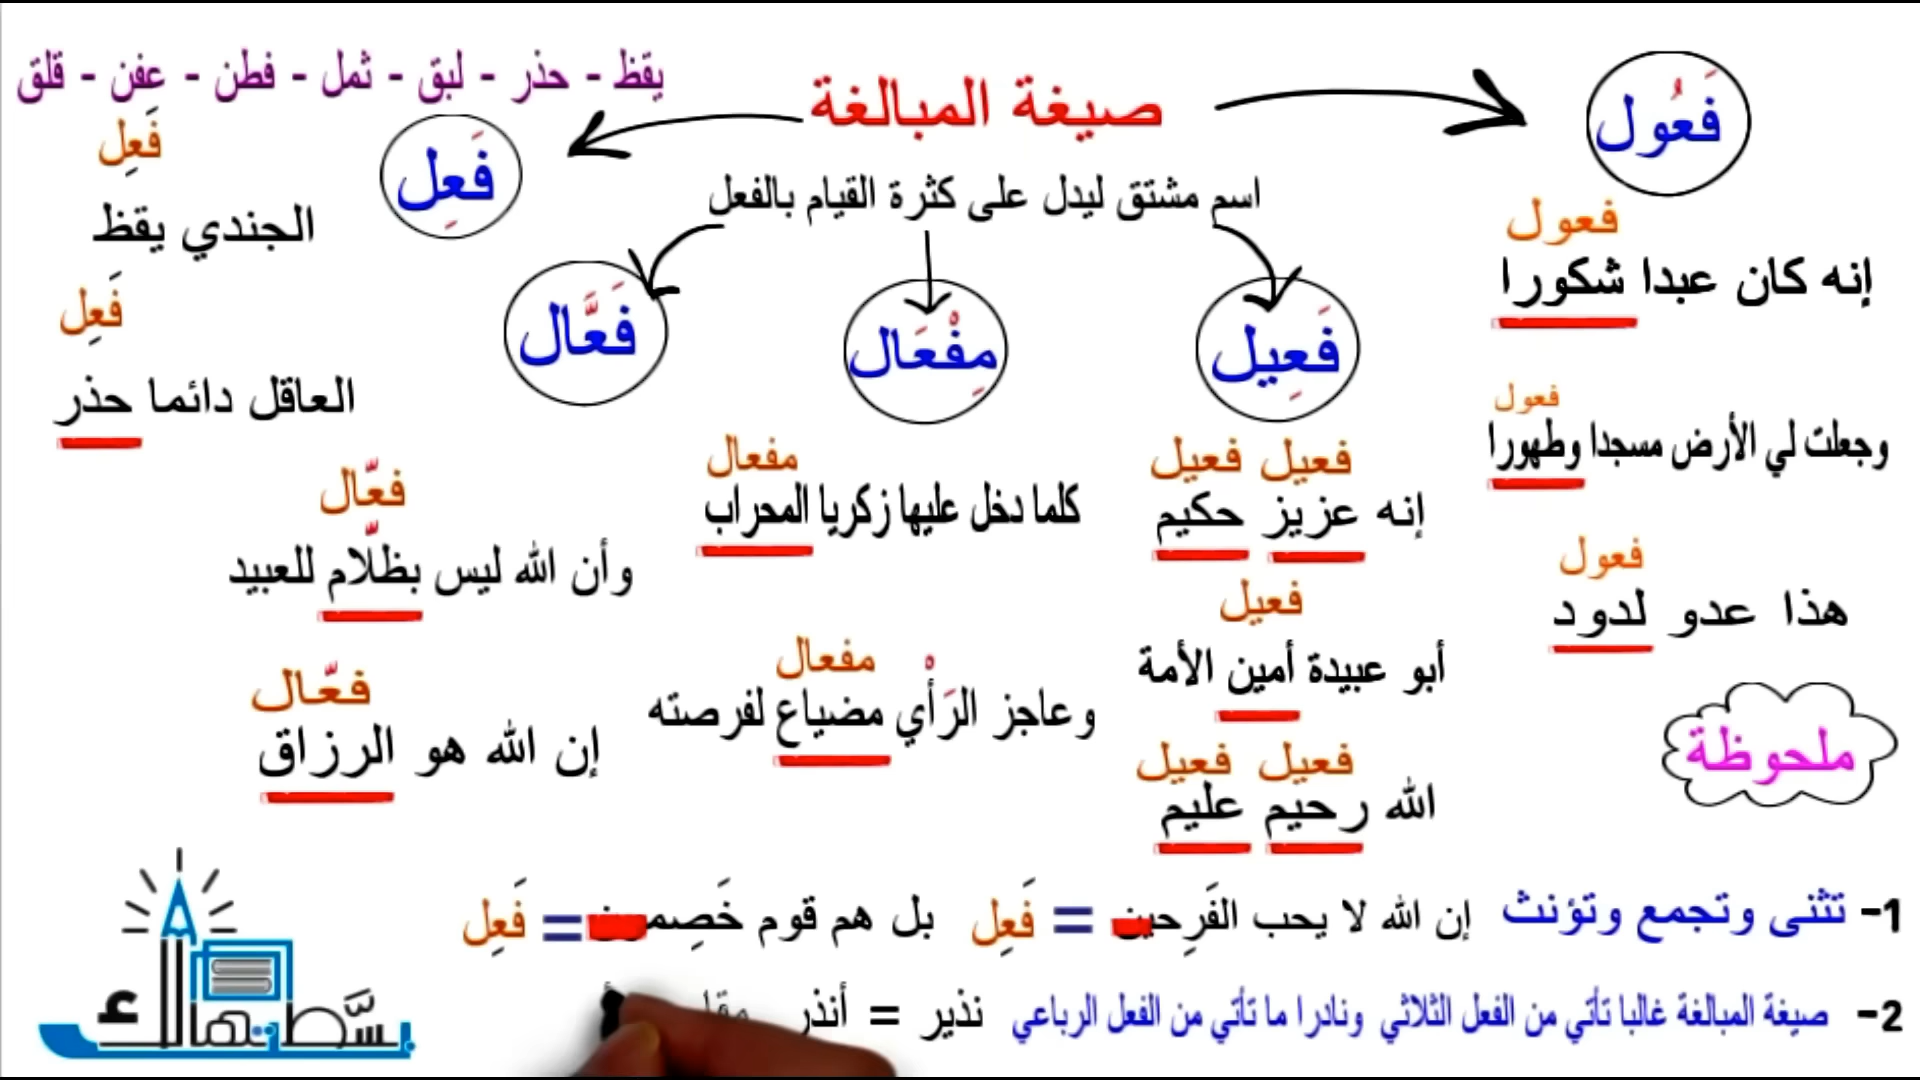 صيغة المبالغة
اسم مشتق ليدل على كثرة القيام بالفعل
فَعُول
فعول
إنه كان عبدا شكورا
فعول
وجعلت لي الأرض مسجدا وطهورا
فعول
هذا عدو لدود
فَعِيل
فعيل فعيل
إنه عزيز حكيم
فعيل
أبو عبيدة أمين الأمة
فعيل فعيل
الله رحيم عليم
مِفْعَال
مفعال
كلما دخل عليها زكريا المحراب
مفعال
وعاجز الرَأْي مضياع لفرصته
فَعَّال
فعّال
وأن الله ليس بظلّام للعبيد
فعّال
إن الله هو الرزاق
فَعِل
يقظ - حذر - لبق - ثمل - فطن - عفن - قلق
فَعِل
الجندي يقظ
فَعِل
العاقل دائما حذر
ملحوظة
1- تثنى وتجمع وتؤنث إن الله لا يحب الفَرِحين = فَعِل بل هم قوم خَصِمون = فَعِل
2- صيغة المبالغة غالبا تأتي من الفعل الثلاثي ونادرا ما تأتي من الفعل الرباعي نذير = أنذر
بسَّطتهالك